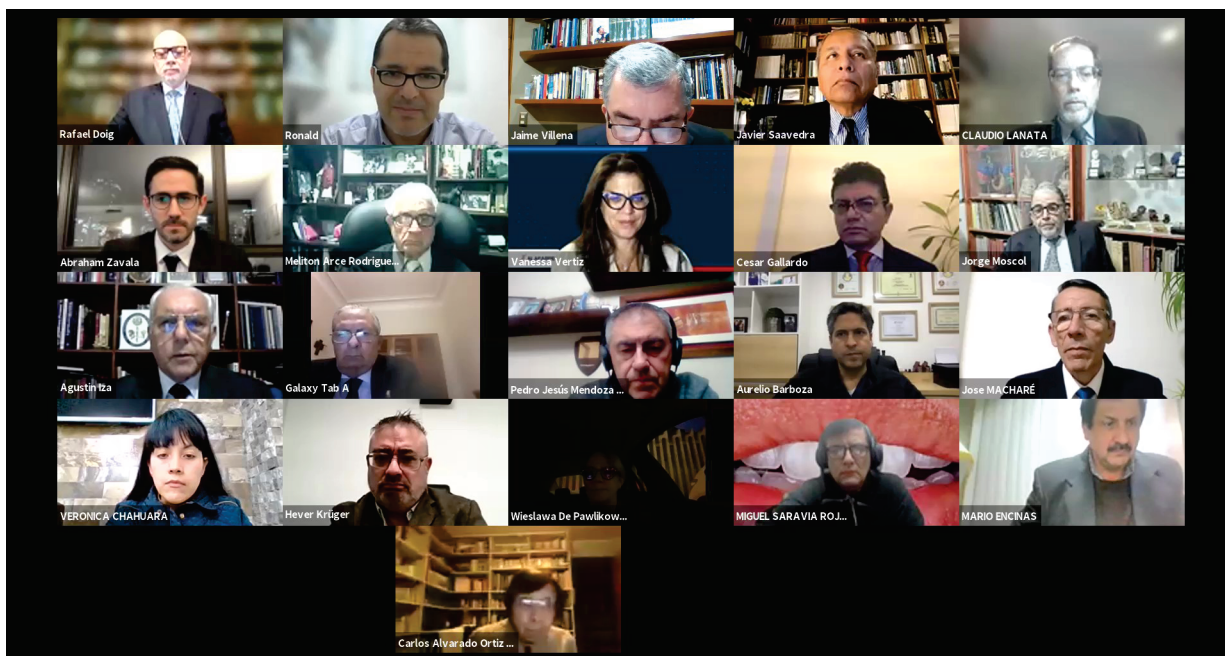 Rafael Doig
Ronald
Jaime Villena
Javier Saavedra
CLAUDIO LANATA
Abraham Zavala
Meliton Arce Rodrigue...
Vanessa Vertiz
Cesar Gallardo
Jorge Moscol
Agustin Iza
Galaxy Tab A
Pedro Jesús Mendoza ...
Aurelio Barboza
Jose MACHARÉ
VERONICA CHAHUARA
Hever Krüger
Wieslawa De Pawlikow...
MIGUEL SARAVIA ROJ...
MARIO ENCINAS
Carlos Alvarado Ortiz ...